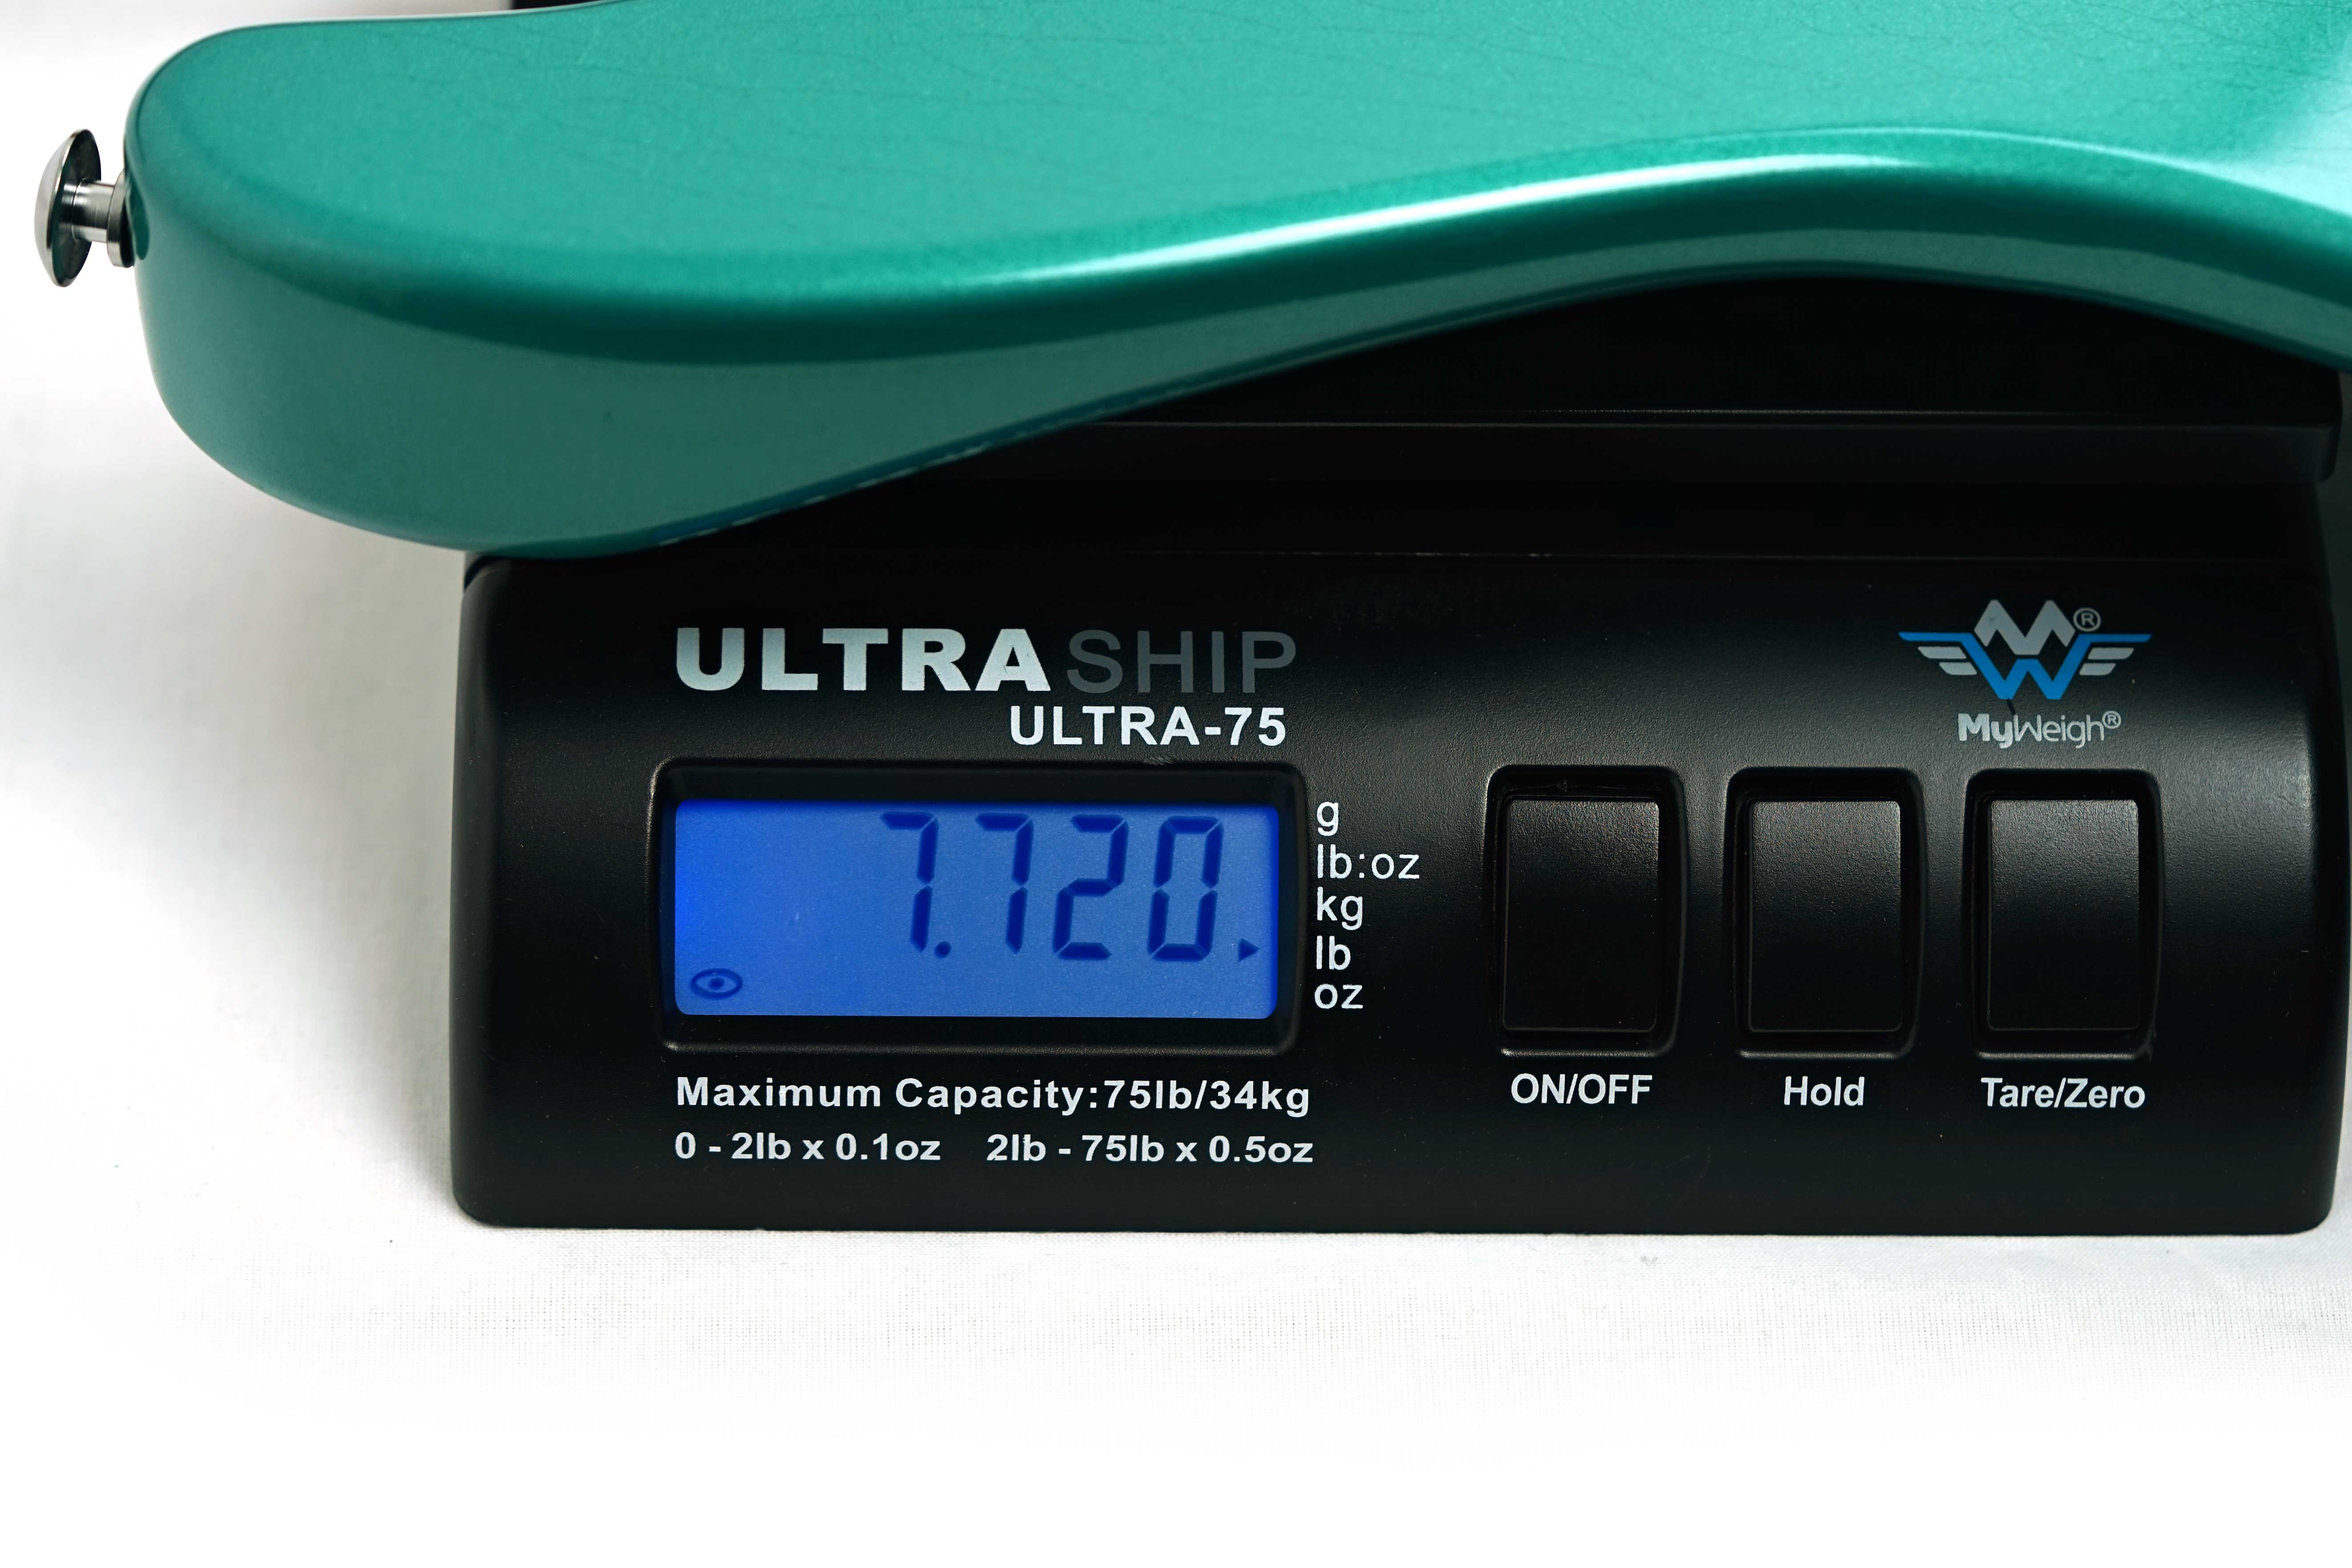 ULTRA SHIP
ULTRA-75
MW®
MyWeigh®
7.720
g
lb:oz
kg
lb
oz
Maximum Capacity:75lb/34kg
0 - 2lb x 0.1oz 2lb - 75lb x 0.5oz
ON/OFF
Hold
Tare/Zero